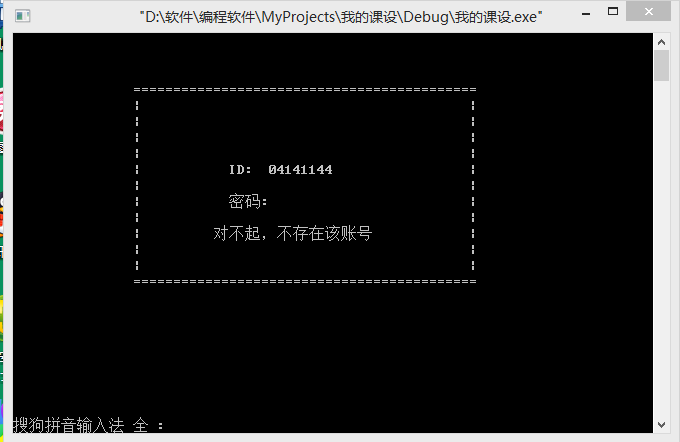 "D:\软件\编程软件\MyProjects\我的课设\Debug\我的课设.exe"
ID: 04141144
密码:
对不起，不存在该账号
搜狗拼音输入法 全 :